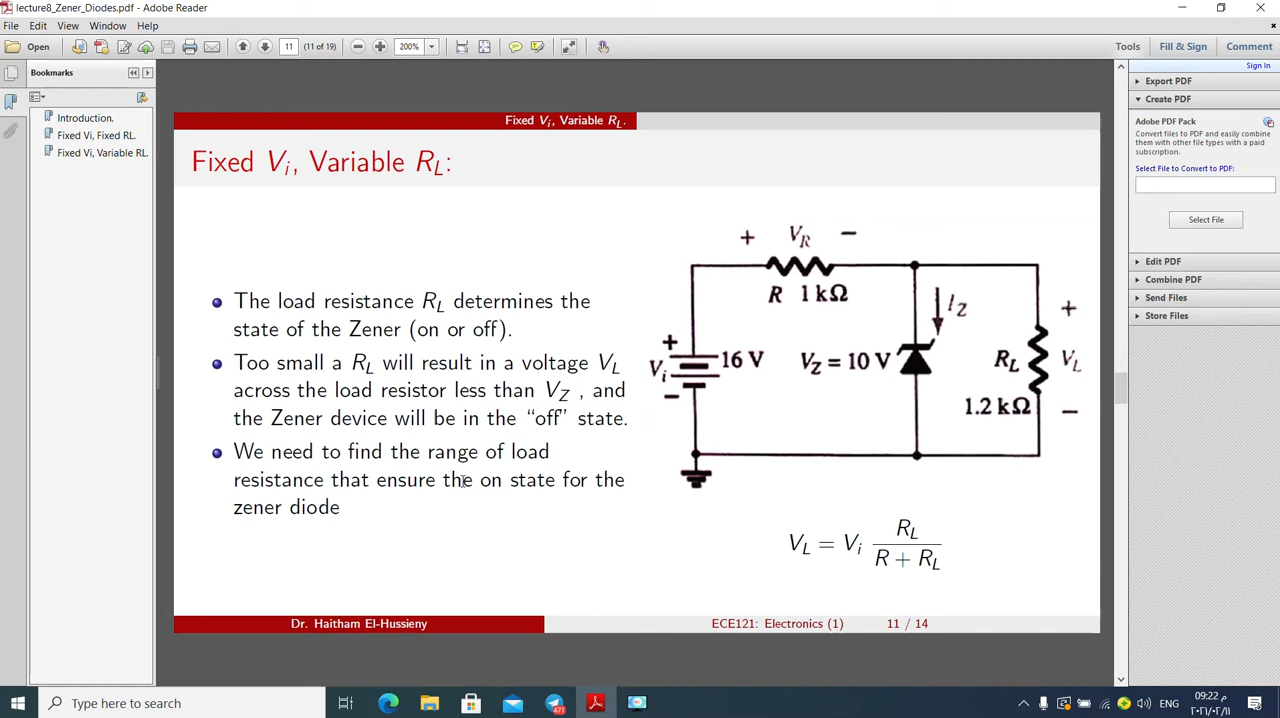 lecture8_Zener_Diodes.pdf - Adobe Reader
File Edit View Window Help
Open 11 (11 of 19) 200% Tools Fill & Sign Comment
Sign In
Bookmarks
Introduction.
Fixed Vi, Fixed RL.
Fixed Vi, Variable RL.
Fixed Vi, Variable RL.
Fixed Vi, Variable RL:
The load resistance RL determines the
state of the Zener (on or off).
Too small a RL will result in a voltage VL
across the load resistor less than VZ , and
the Zener device will be in the “off” state.
We need to find the range of load
resistance that ensure the on state for the
zener diode
+ VR −
R 1 kΩ
IZ
+
Vi 16 V
−
VZ = 10 V
RL
1.2 kΩ
+
VL
−
VL = Vi RL / R + RL
Dr. Haitham El-Hussieny ECE121: Electronics (1) 11 / 14
Export PDF
Create PDF
Adobe PDF Pack
Convert files to PDF and easily combine
them with other file types with a paid
subscription.
Select File to Convert to PDF:
Select File
Edit PDF
Combine PDF
Send Files
Store Files
Type here to search
471
ENG
09:22 م